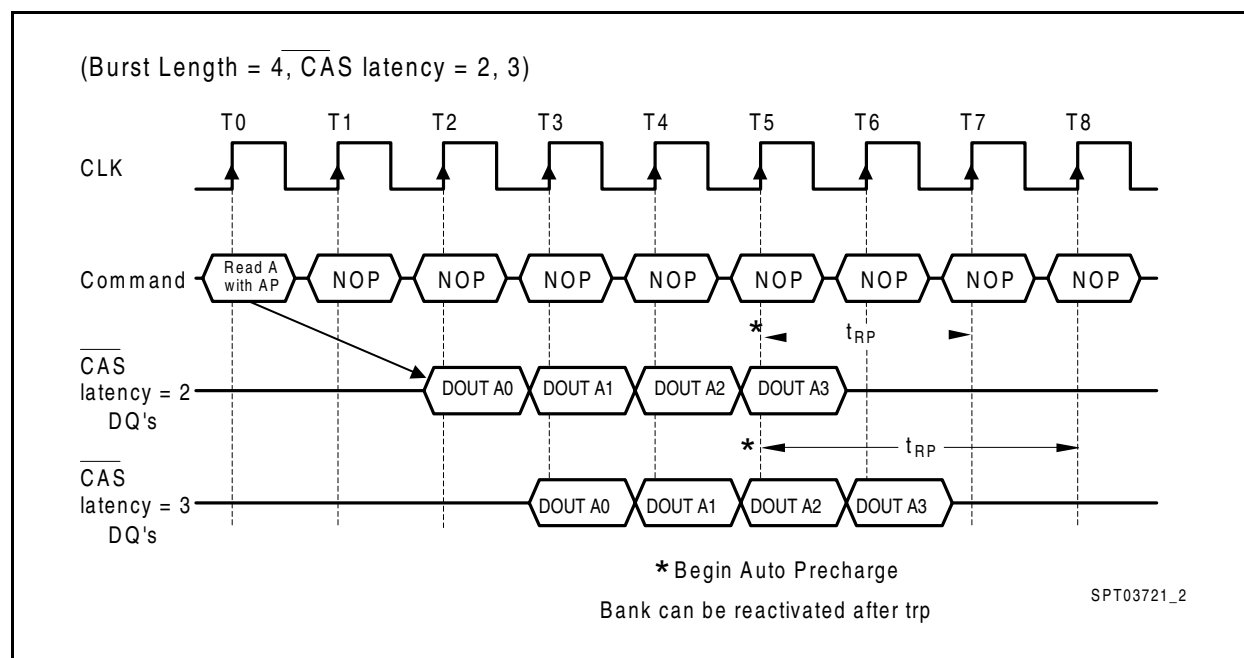 (Burst Length = 4, CAS latency = 2, 3)
T0 T1 T2 T3 T4 T5 T6 T7 T8
CLK
Command Read A with AP NOP NOP NOP NOP NOP NOP NOP NOP
* tRP
CAS
latency = 2
DQ's
DOUT A0 DOUT A1 DOUT A2 DOUT A3
* tRP
CAS
latency = 3
DQ's
DOUT A0 DOUT A1 DOUT A2 DOUT A3
* Begin Auto Precharge
Bank can be reactivated after trp
SPT03721_2